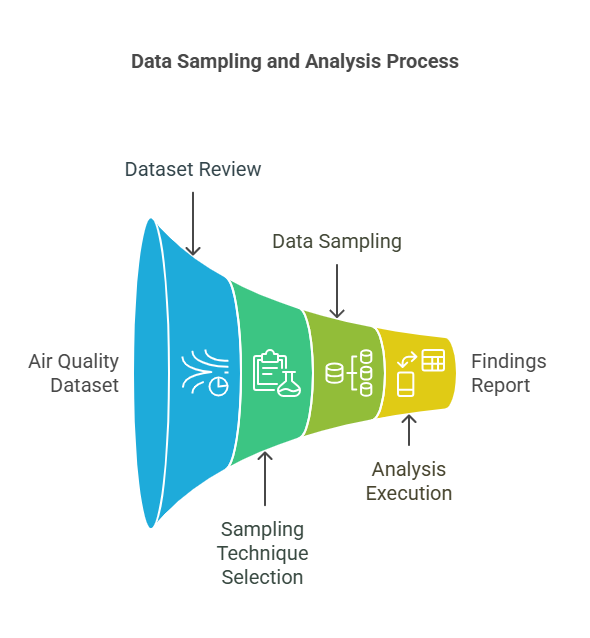 Data Sampling and Analysis Process
Dataset Review
Data Sampling
Air Quality
Dataset
Findings
Report
Analysis
Execution
Sampling
Technique
Selection